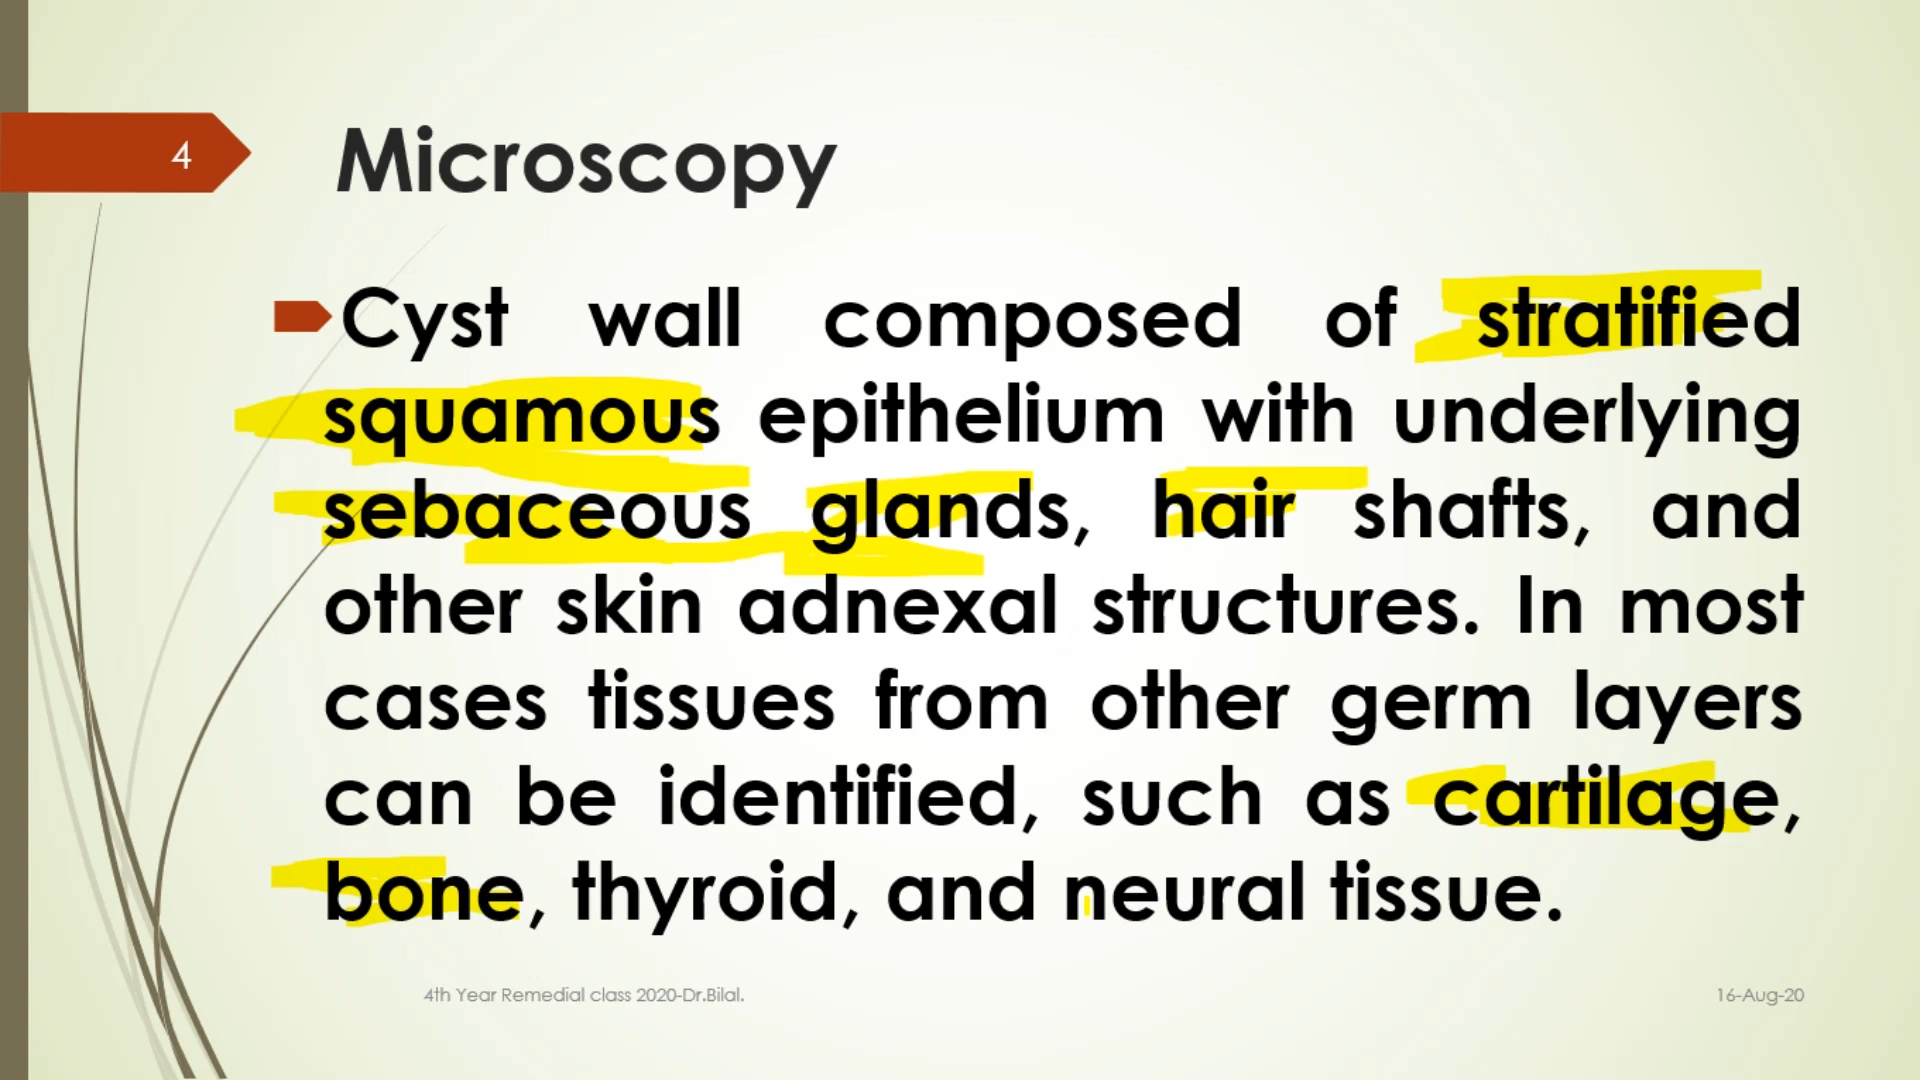 4
Microscopy
Cyst wall composed of stratified
squamous epithelium with underlying
sebaceous glands, hair shafts, and
other skin adnexal structures. In most
cases tissues from other germ layers
can be identified, such as cartilage,
bone, thyroid, and neural tissue.
4th Year Remedial class 2020-Dr.Bilal.
16-Aug-20